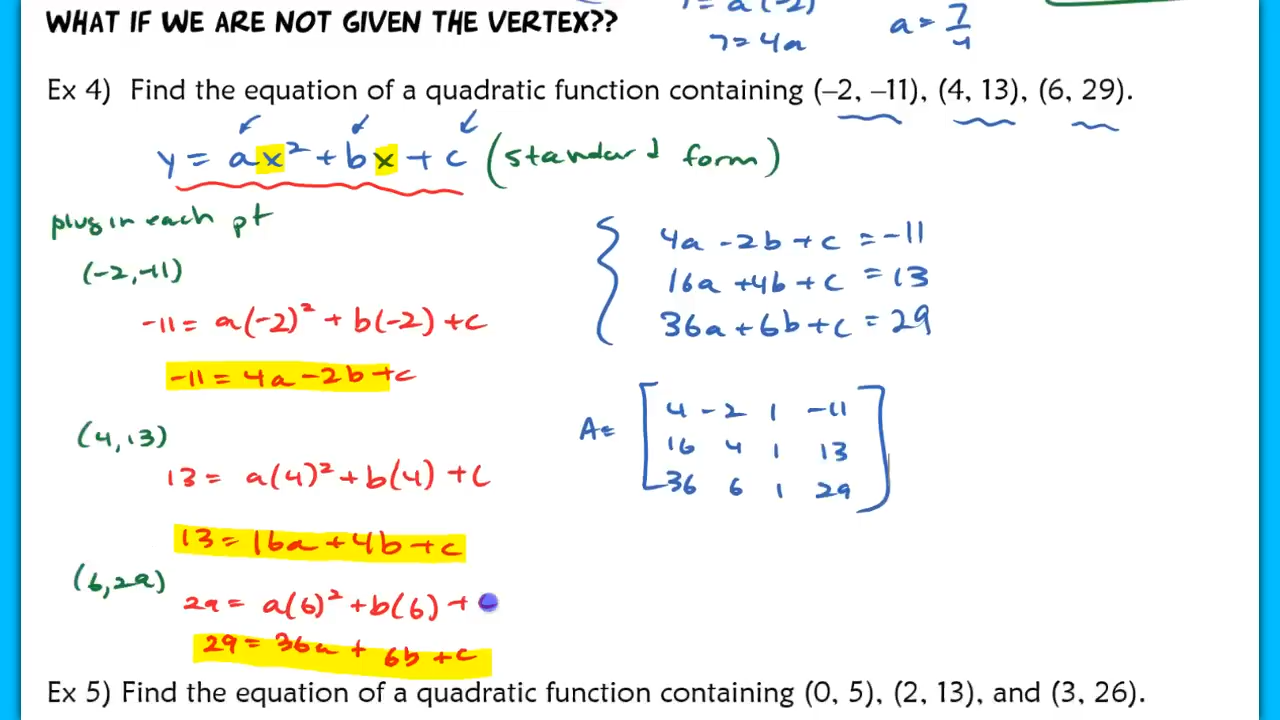 7 = a(-2)²
7 = 4a
a = 7/4
WHAT IF WE ARE NOT GIVEN THE VERTEX??
Ex 4) Find the equation of a quadratic function containing (–2, –11), (4, 13), (6, 29).
y = ax² + bx + c (standard form)
plug in each pt
(-2,-11)
-11 = a(-2)² + b(-2) + c
-11 = 4a - 2b + c
(4,13)
13 = a(4)² + b(4) + c
13 = 16a + 4b + c
(6,29)
29 = a(6)² + b(6) +
29 = 36a + 6b + c
4a - 2b + c = -11
16a + 4b + c = 13
36a + 6b + c = 29
A=
4 -2 1 -11
16 4 1 13
36 6 1 29
Ex 5) Find the equation of a quadratic function containing (0, 5), (2, 13), and (3, 26).